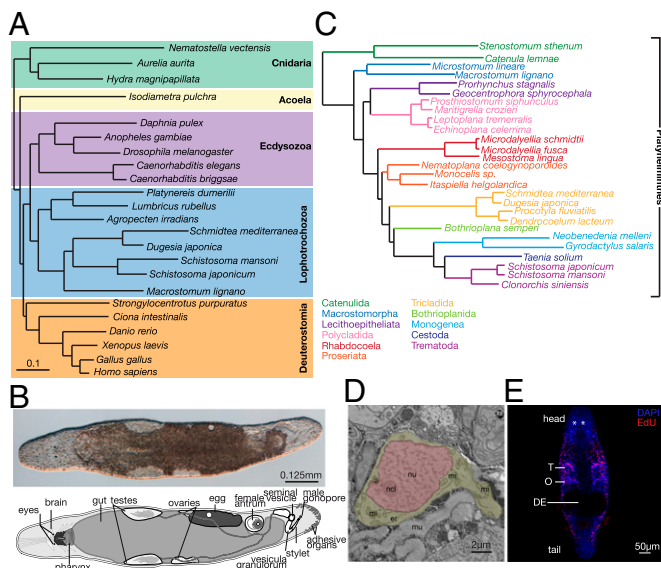 A
Nematostella vectensis
Aurelia aurita
Hydra magnipapillata
Cnidaria
Isodiametra pulchra
Acoela
Daphnia pulex
Anopheles gambiae
Drosophila melanogaster
Caenorhabditis elegans
Caenorhabditis briggsae
Ecdysozoa
Platynereis dumerilii
Lumbricus rubellus
Agropecten irradians
Schmidtea mediterranea
Dugesia japonica
Schistosoma mansoni
Schistosoma japonicum
Macrostomum lignano
Lophotrochozoa
Strongylocentrotus purpuratus
Ciona intestinalis
Danio rerio
Xenopus laevis
Gallus gallus
Homo sapiens
Deuterostomia
0.1
C
Stenostomum sthenum
Catenula lemnae
Microstomum lineare
Macrostomum lignano
Prorhynchus stagnalis
Geocentrophora sphyrocephala
Prosthiostomum siphunculus
Maritigrella crozieri
Leptoplana tremerralis
Echinoplana celerrima
Microdalyellia schmidtii
Microdalyellia fusca
Mesostoma lingua
Nematoplana coelogynoporoides
Monocelis sp.
Itaspiella helgolandica
Schmidtea mediterranea
Dugesia japonica
Procotyla fluviatilis
Dendrocoelum lacteum
Bothrioplana semperi
Neobenedenia melleni
Gyrodactylus salaris
Taenia solium
Schistosoma japonicum
Schistosoma mansoni
Clonorchis siniensis
Platyhelminthes
Catenulida
Macrostomorpha
Lecithoepitheliata
Polycladida
Rhabdocoela
Proseriata
Tricladida
Bothrioplanida
Monogenea
Cestoda
Trematoda
B
0.125mm
eyes
brain
pharynx
gut
testes
ovaries
egg
female
antrum
vesicula
granulorum
seminal
vesicle
stylet
male
gonopore
adhesive
organs
D
nu
ncl
mi
mi
mi
er
mu
2µm
E
DAPI
EdU
head
* *
T
O
DE
tail
50µm